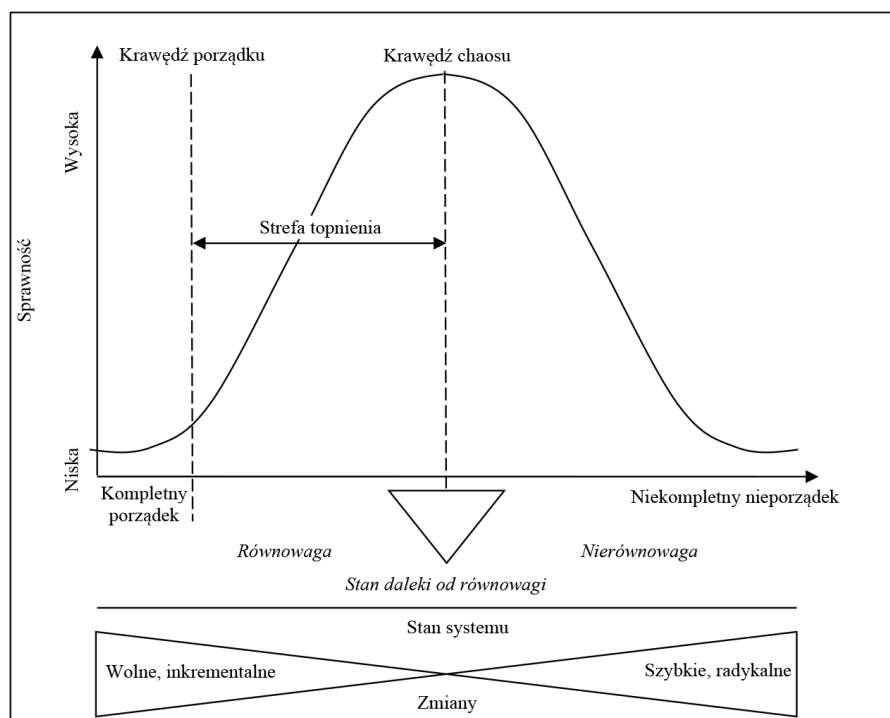 Krawędź porządku
Krawędź chaosu
Wysoka
Strefa topnienia
Sprawność
Niska
Kompletny
porządek
Niekompletny nieporządek
Równowaga
Nierównowaga
Stan daleki od równowagi
Stan systemu
Wolne, inkrementalne
Szybkie, radykalne
Zmiany